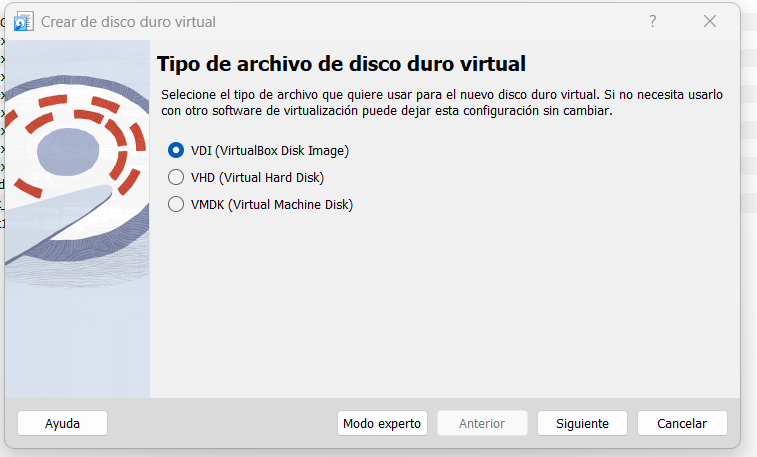 Crear de disco duro virtual
?
Tipo de archivo de disco duro virtual
Selecione el tipo de archivo que quiere usar para el nuevo disco duro virtual. Si no necesita usarlo
con otro software de virtualización puede dejar esta configuración sin cambiar.
VDI (VirtualBox Disk Image)
VHD (Virtual Hard Disk)
VMDK (Virtual Machine Disk)
Ayuda
Modo experto
Anterior
Siguiente
Cancelar